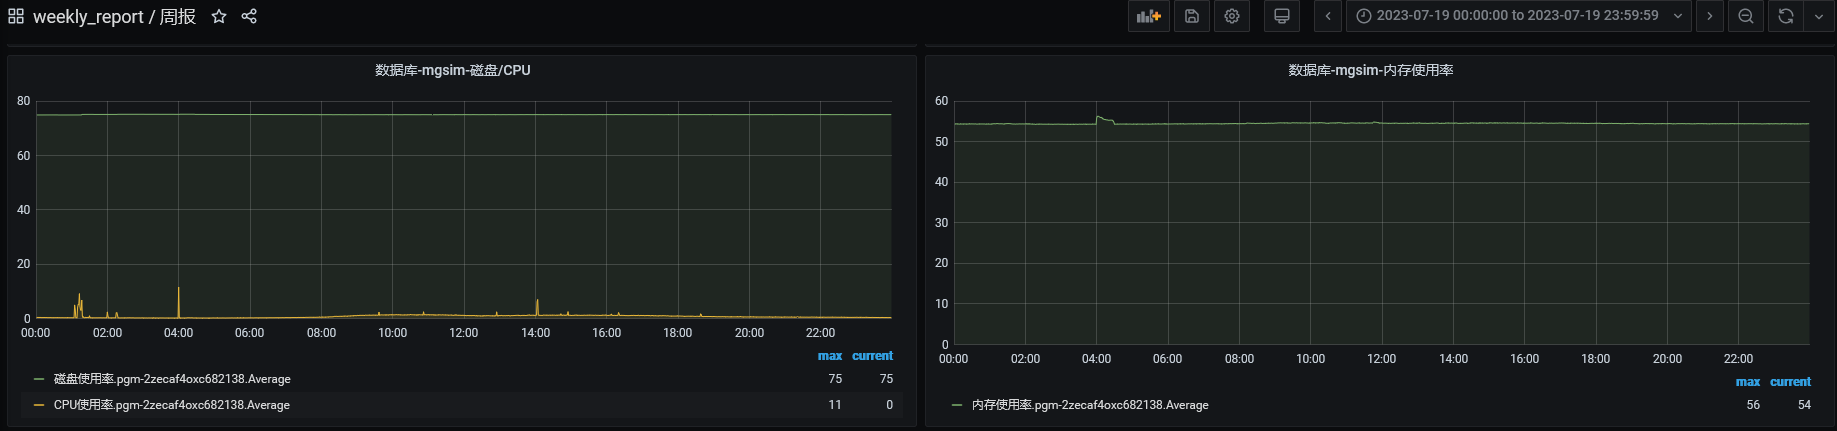 weekly_report / 周报
2023-07-19 00:00:00 to 2023-07-19 23:59:59
数据库-mgsim-磁盘/CPU
80
60
40
20
0
00:00 02:00 04:00 06:00 08:00 10:00 12:00 14:00 16:00 18:00 20:00 22:00
max current
磁盘使用率.pgm-2zecaf4oxc682138.Average 75 75
CPU使用率.pgm-2zecaf4oxc682138.Average 11 0
数据库-mgsim-内存使用率
60
50
40
30
20
10
0
00:00 02:00 04:00 06:00 08:00 10:00 12:00 14:00 16:00 18:00 20:00 22:00
max current
内存使用率.pgm-2zecaf4oxc682138.Average 56 54